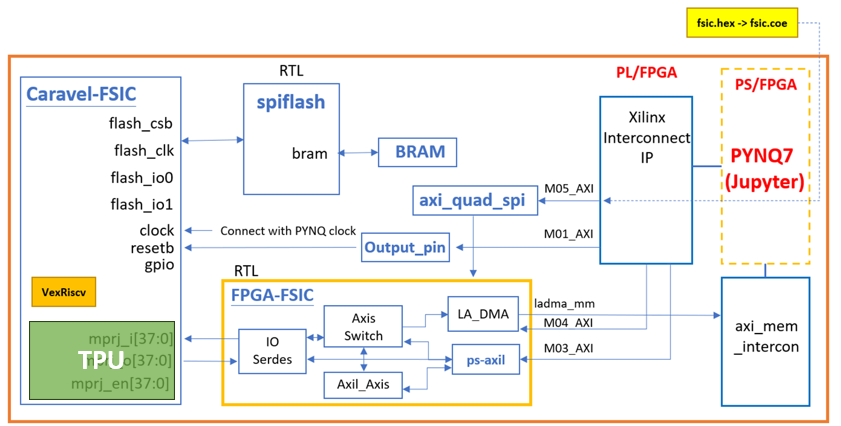 fsic.hex -> fsic.coe
RTL
PL/FPGA
Caravel-FSIC
spiflash
Xilinx
Interconnect
IP
PS/FPGA
flash_csb
flash_clk
flash_io0
flash_io1
bram
BRAM
PYNQ7
(Jupyter)
axi_quad_spi
M05_AXI
clock
resetb
gpio
Connect with PYNQ clock
Output_pin
M01_AXI
RTL
VexRiscv
FPGA-FSIC
Axis
Switch
LA_DMA
ladma_mm
M04_AXI
axi_mem
_intercon
mprj_i[37:0]
TPU
o[37:0]
mprj_en[37:0]
IO
Serdes
ps-axil
M03_AXI
Axil_Axis